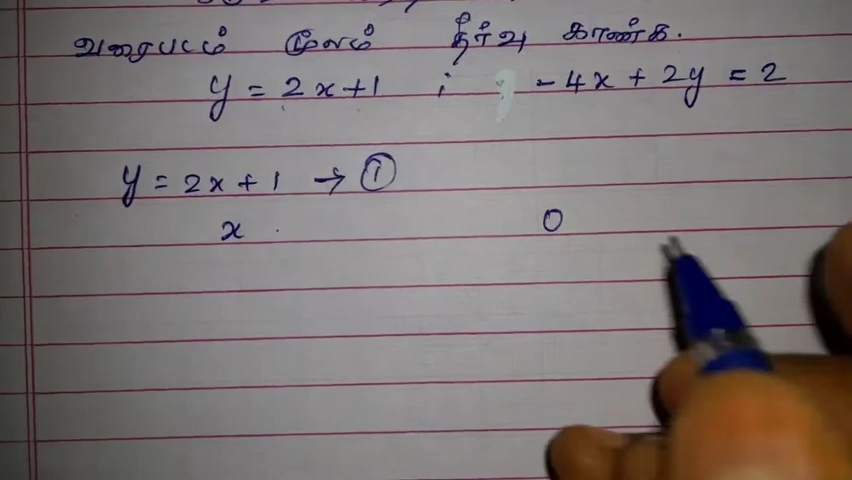 வரைபடம் மூலம் தீர்வு காண்க.
y = 2x+1 ; - 4x + 2y = 2
y = 2x + 1 → ①
x 0